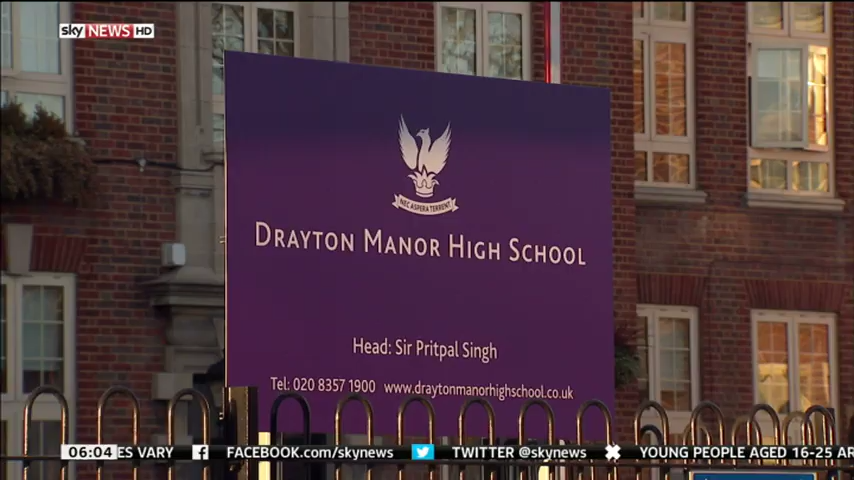 sky NEWS HD
NEC ASPERA TERRENT
DRAYTON MANOR HIGH SCHOOL
Head: Sir Pritpal Singh
Tel: 020 8357 1900 www.draytonmanorhighschool.co.uk
06:04 ES VARY FACEBOOK.COM/skynews TWITTER @skynews YOUNG PEOPLE AGED 16-25 AR